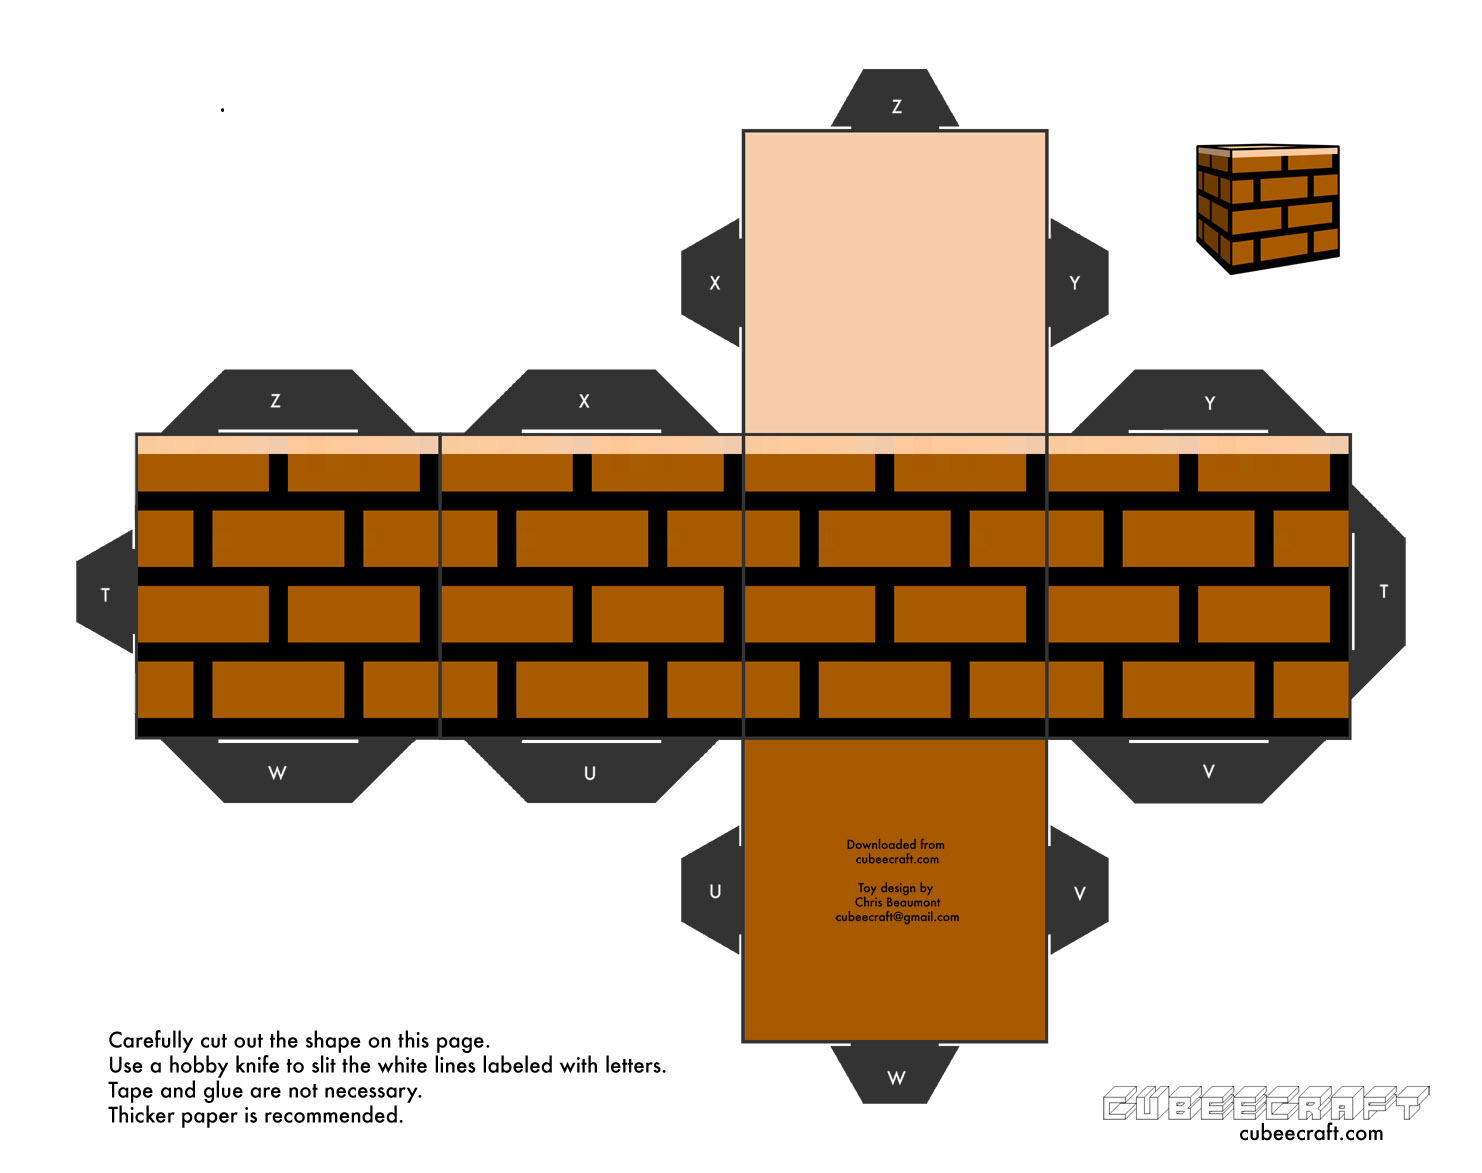 Z
X
Y
Z
X
Y
T
T
W
U
V
Downloaded from
cubeecraft.com
Toy design by
Chris Beaumont
cubeecraft@gmail.com
U
V
W
Carefully cut out the shape on this page.
Use a hobby knife to slit the white lines labeled with letters.
Tape and glue are not necessary.
Thicker paper is recommended.
CUBEECRAFT
cubeecraft.com